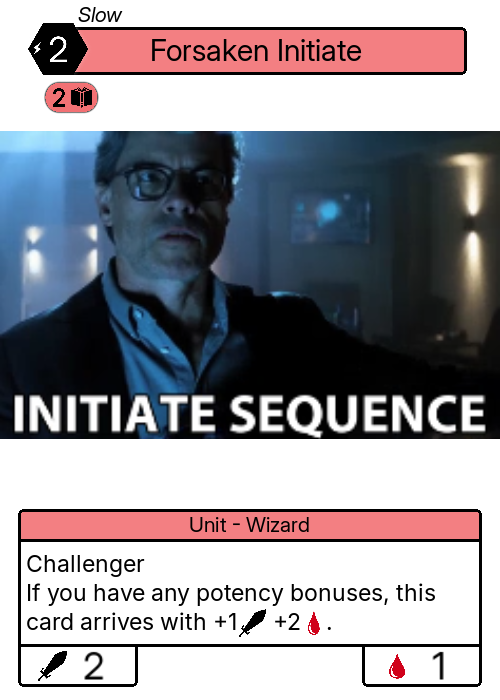 Slow
2
Forsaken Initiate
2
INITIATE SEQUENCE
Unit - Wizard
Challenger
If you have any potency bonuses, this
card arrives with +1 +2 .
2
1